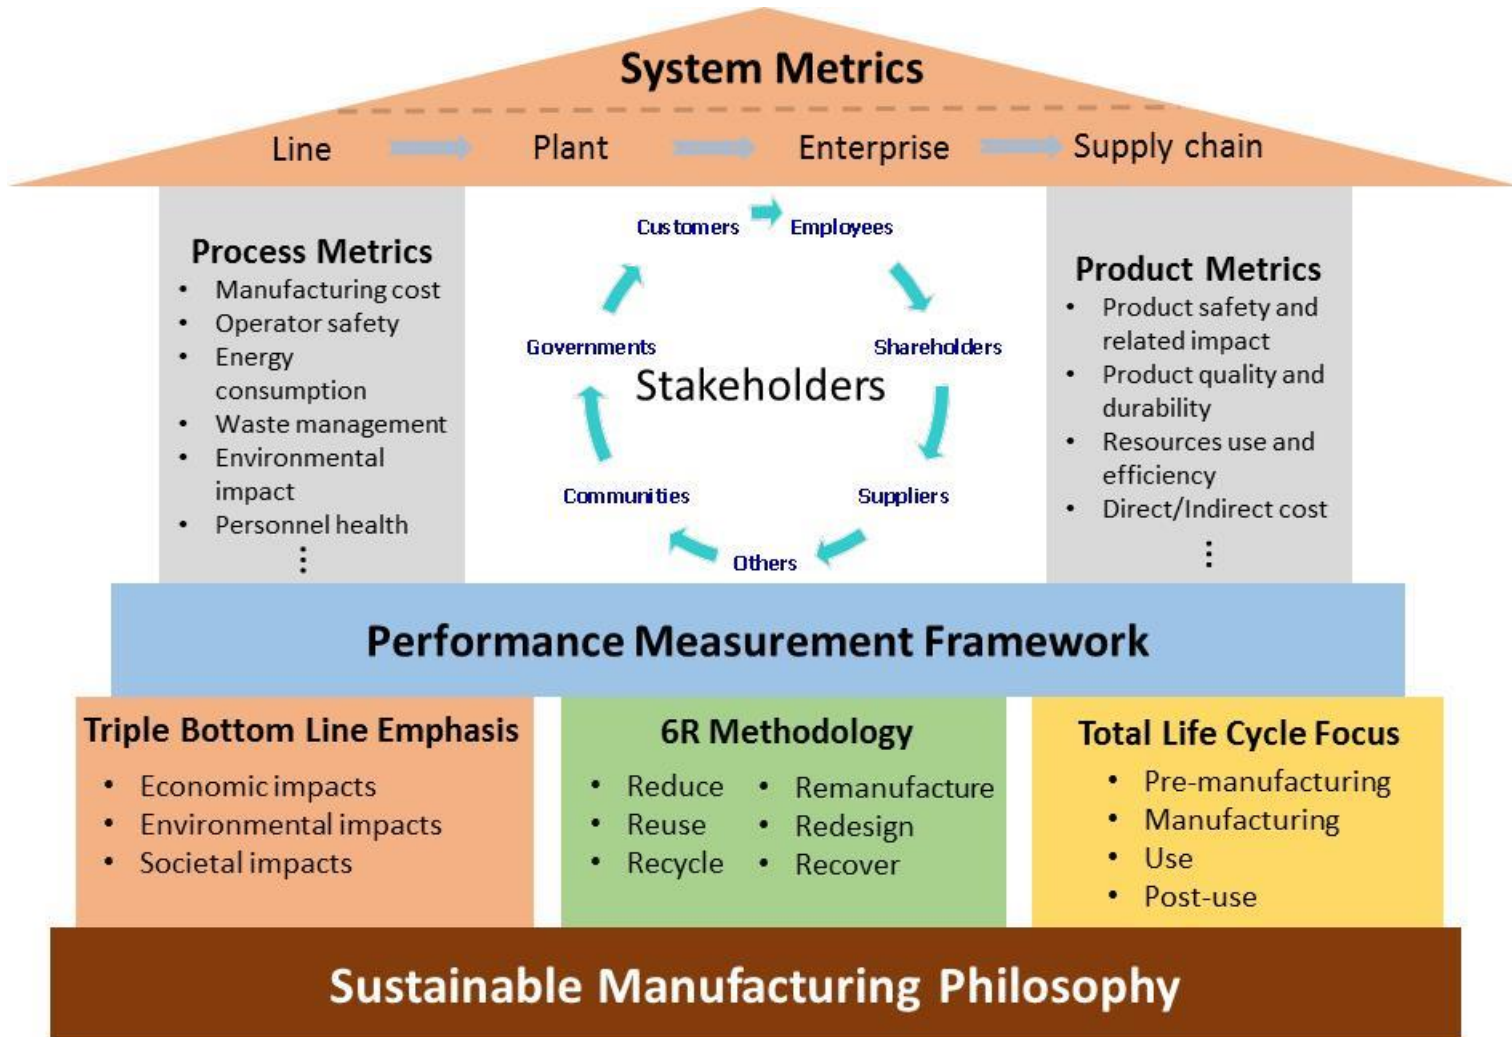 System Metrics
Line
Plant
Enterprise
Supply chain
Process Metrics
• Manufacturing cost
• Operator safety
• Energy
consumption
• Waste management
• Environmental
impact
• Personnel health
⋮
Customers
Employees
Governments
Shareholders
Stakeholders
Communities
Suppliers
Others
Product Metrics
• Product safety and
related impact
• Product quality and
durability
• Resources use and
efficiency
• Direct/Indirect cost
⋮
Performance Measurement Framework
Triple Bottom Line Emphasis
• Economic impacts
• Environmental impacts
• Societal impacts
6R Methodology
• Reduce
• Reuse
• Recycle
• Remanufacture
• Redesign
• Recover
Total Life Cycle Focus
• Pre-manufacturing
• Manufacturing
• Use
• Post-use
Sustainable Manufacturing Philosophy